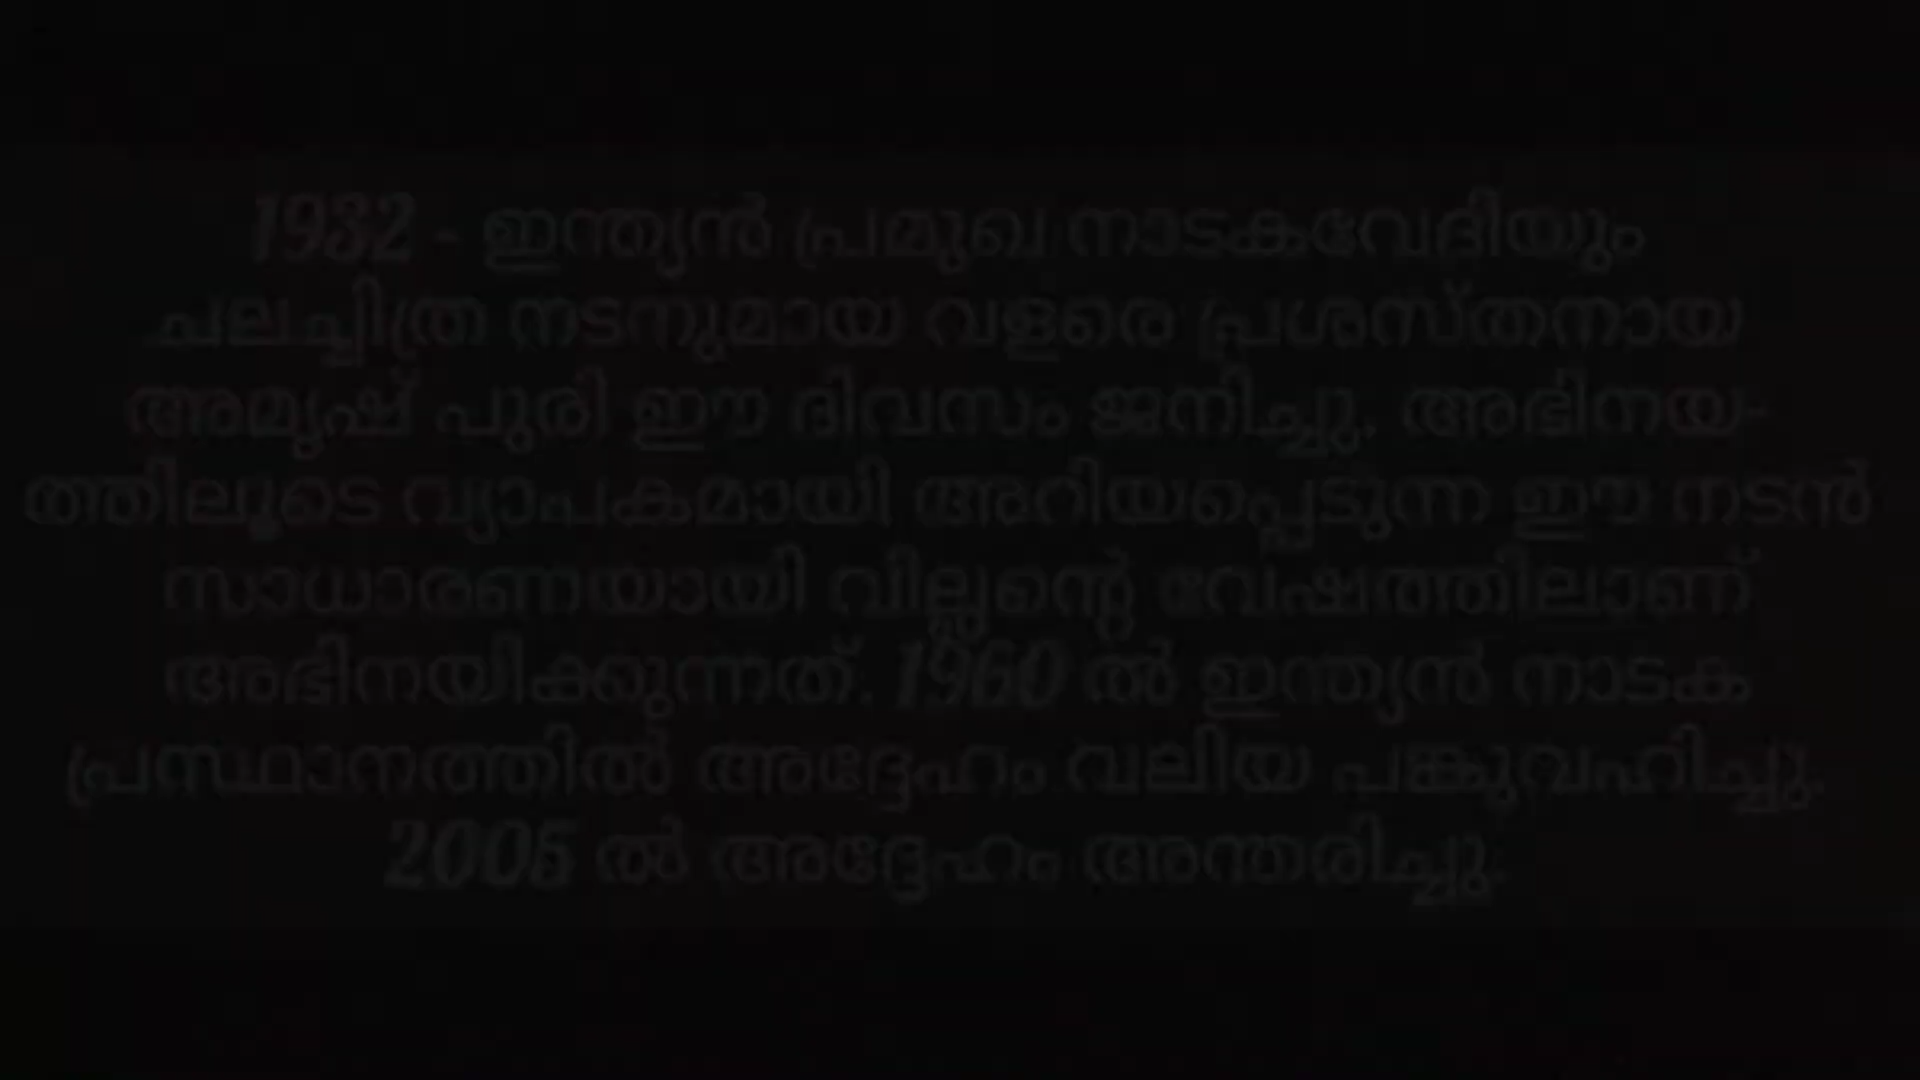 1932 - ഇന്ത്യൻ പ്രമുഖ നാടകവേദിയും
ചലച്ചിത്ര നടനുമായ വളരെ പ്രശസ്തനായ
അമൃഷ് പുരി ഈ ദിവസം ജനിച്ചു. അഭിനയ-
ത്തിലൂടെ വ്യാപകമായി അറിയപ്പെടുന്ന ഈ നടൻ
സാധാരണയായി വില്ലന്റെ വേഷത്തിലാണ്
അഭിനയിക്കുന്നത്. 1960 ൽ ഇന്ത്യൻ നാടക
പ്രസ്ഥാനത്തിൽ അദ്ദേഹം വലിയ പങ്കുവഹിച്ചു.
2005 ൽ അദ്ദേഹം അന്തരിച്ചു.